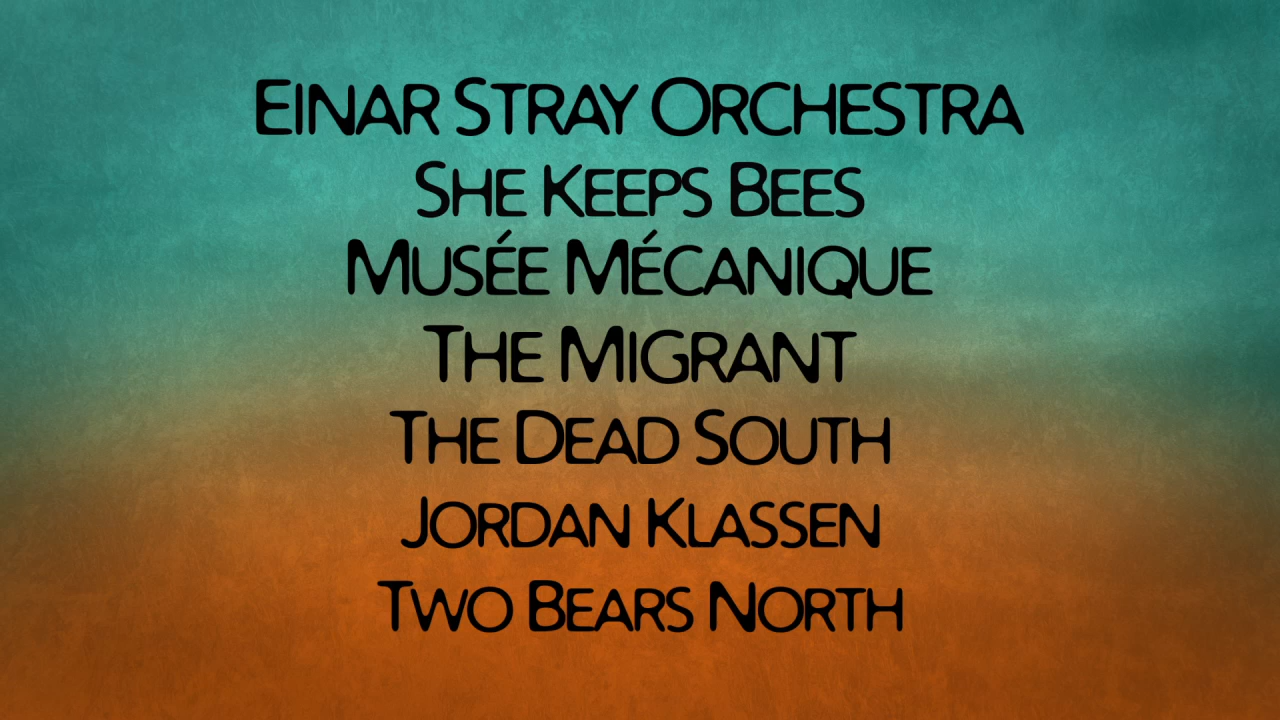 Einar Stray Orchestra
She Keeps Bees
Musée Mécanique
The Migrant
The Dead South
Jordan Klassen
Two Bears North